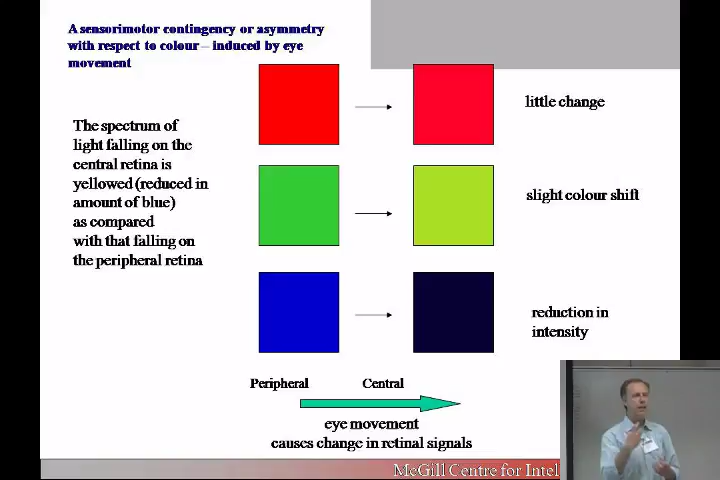 A sensorimotor contingency or asymmetry
with respect to colour – induced by eye
movement
The spectrum of
light falling on the
central retina is
yellowed (reduced in
amount of blue)
as compared
with that falling on
the peripheral retina
little change
slight colour shift
reduction in
intensity
Peripheral
Central
eye movement
causes change in retinal signals
McGill Centre for Intel